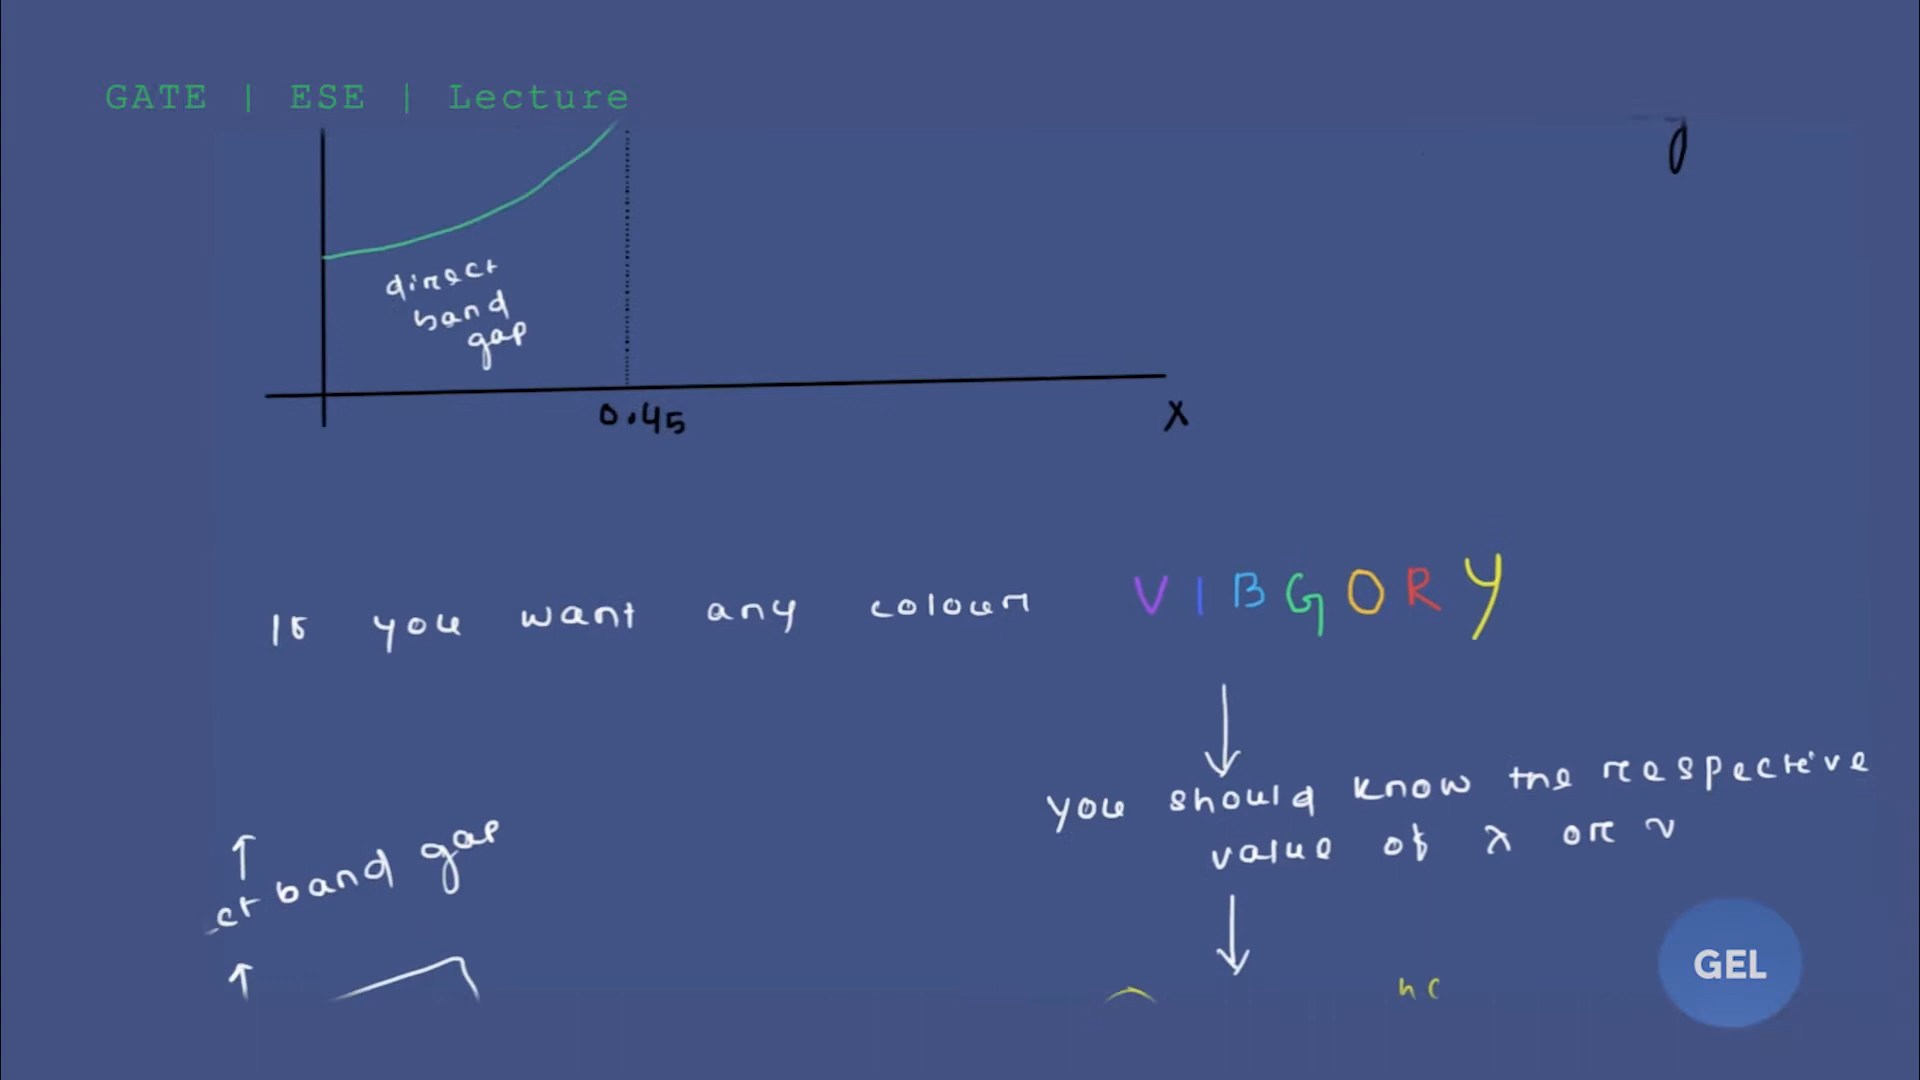 GATE | ESE | Lecture
direct
band
gap
0.45
X
If you want any colour VIBGORY
you should know the respective
value of λ or ν
band gap
hc
GEL